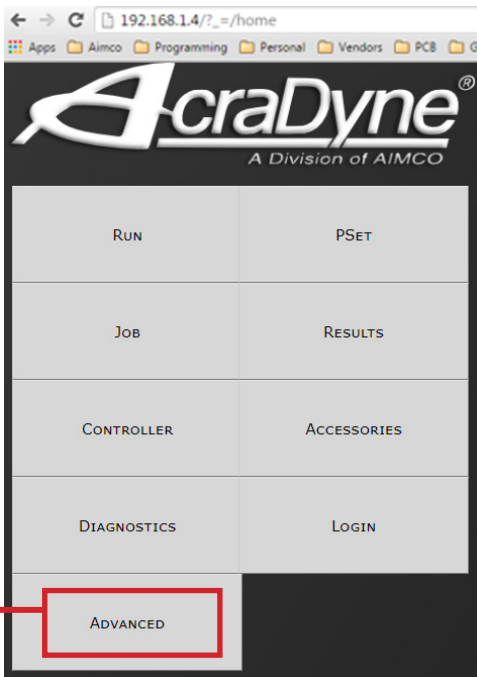 192.168.1.4/?_=/home
Apps Aimco Programming Personal Vendors PCB G
AcraDyne®
A Division of AIMCO
Run PSet
Job Results
Controller Accessories
Diagnostics Login
Advanced